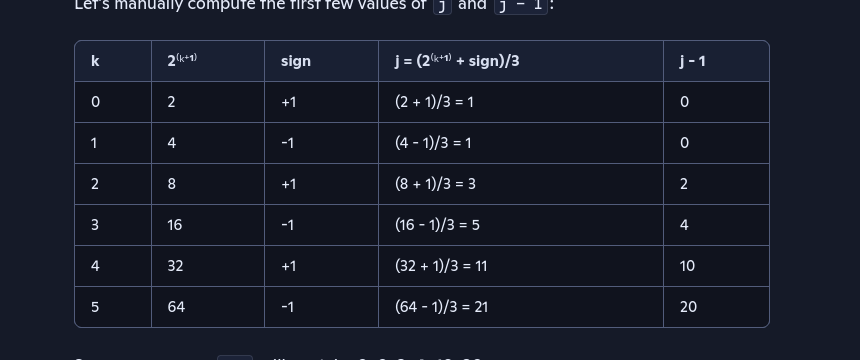 Let's manually compute the first few values of j and j - 1:
k 2⁽ᵏ⁺¹⁾ sign j = (2⁽ᵏ⁺¹⁾ + sign)/3 j - 1
0 2 +1 (2 + 1)/3 = 1 0
1 4 -1 (4 - 1)/3 = 1 0
2 8 +1 (8 + 1)/3 = 3 2
3 16 -1 (16 - 1)/3 = 5 4
4 32 +1 (32 + 1)/3 = 11 10
5 64 -1 (64 - 1)/3 = 21 20